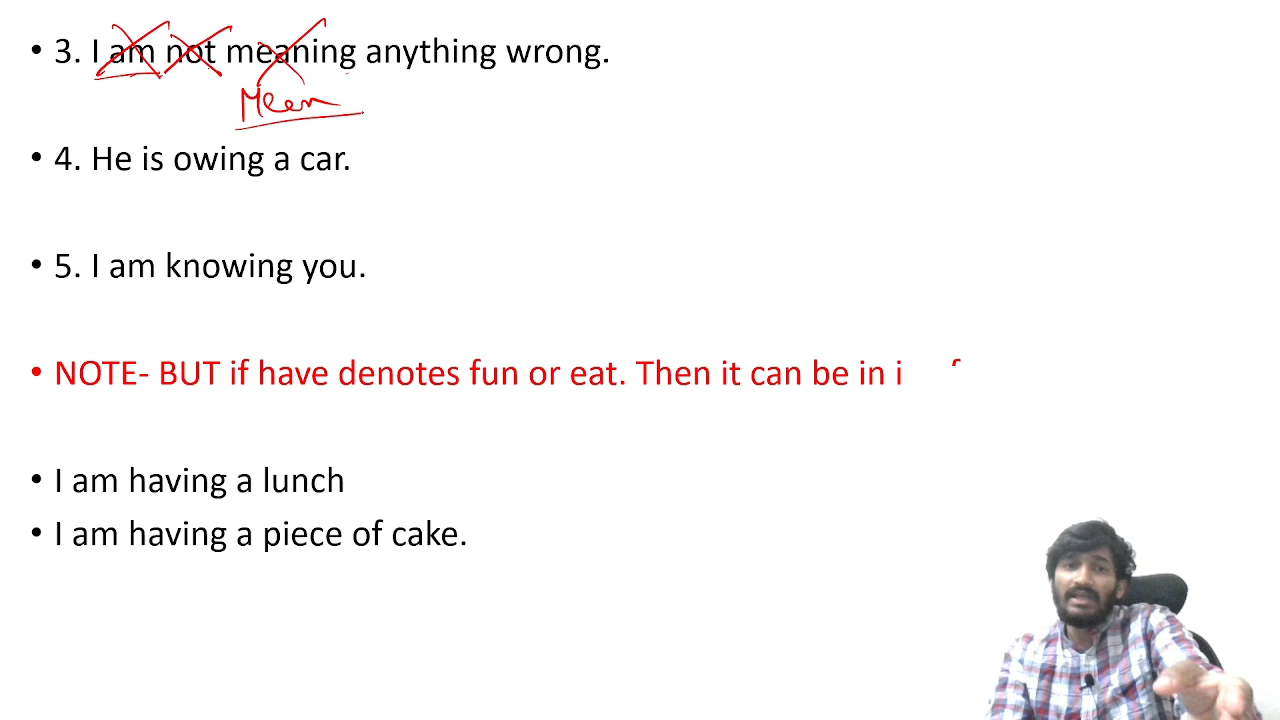 • 3. I am not meaning anything wrong.
Mean
• 4. He is owing a car.
• 5. I am knowing you.
• NOTE- BUT if have denotes fun or eat. Then it can be in i
• I am having a lunch
• I am having a piece of cake.